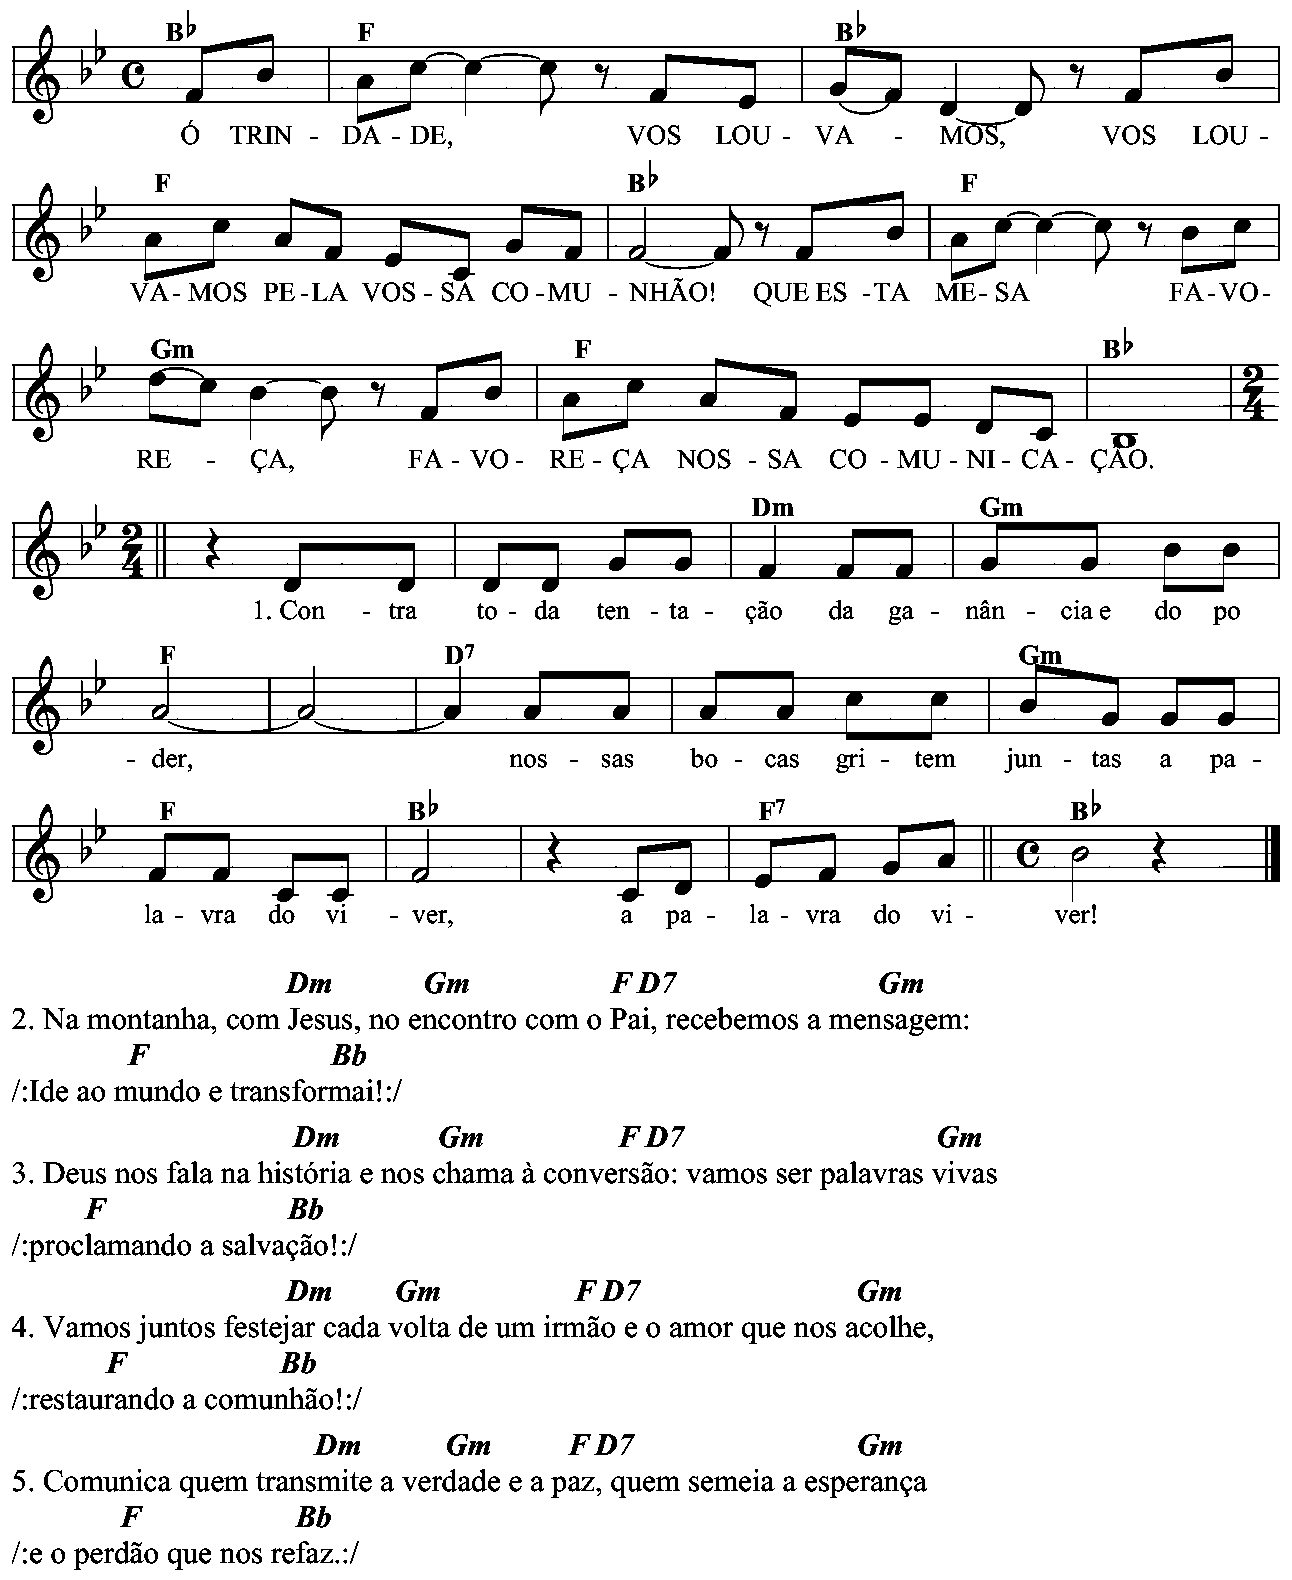 B♭ F B♭
Ó TRIN - DA - DE, VOS LOU - VA - MOS, VOS LOU -
F B♭ F
VA - MOS PE - LA VOS - SA CO - MU - NHÃO! QUE ES - TA ME - SA FA - VO -
Gm F B♭
RE - ÇA, FA - VO - RE - ÇA NOS - SA CO - MU - NI - CA - ÇÃO.
Dm Gm
1. Con - tra to - da ten - ta - ção da ga - nân - cia e do po
F D7 Gm
- der, nos - sas bo - cas gri - tem jun - tas a pa -
F B♭ F7 B♭
la - vra do vi - ver, a pa - la - vra do vi - ver!
Dm Gm F D7 Gm
2. Na montanha, com Jesus, no encontro com o Pai, recebemos a mensagem:
F Bb
/:Ide ao mundo e transformai!:/
Dm Gm F D7 Gm
3. Deus nos fala na história e nos chama à conversão: vamos ser palavras vivas
F Bb
/:proclamando a salvação!:/
Dm Gm F D7 Gm
4. Vamos juntos festejar cada volta de um irmão e o amor que nos acolhe,
F Bb
/:restaurando a comunhão!:/
Dm Gm F D7 Gm
5. Comunica quem transmite a verdade e a paz, quem semeia a esperança
F Bb
/:e o perdão que nos refaz.:/